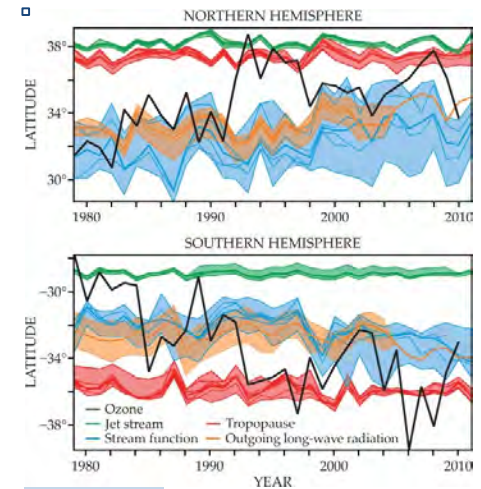 NORTHERN HEMISPHERE
38°
34°
30°
LATITUDE
1980 1990 2000 2010
SOUTHERN HEMISPHERE
−30°
−34°
−38°
LATITUDE
Ozone
Jet stream Tropopause
Stream function Outgoing long-wave radiation
1980 1990 2000 2010
YEAR